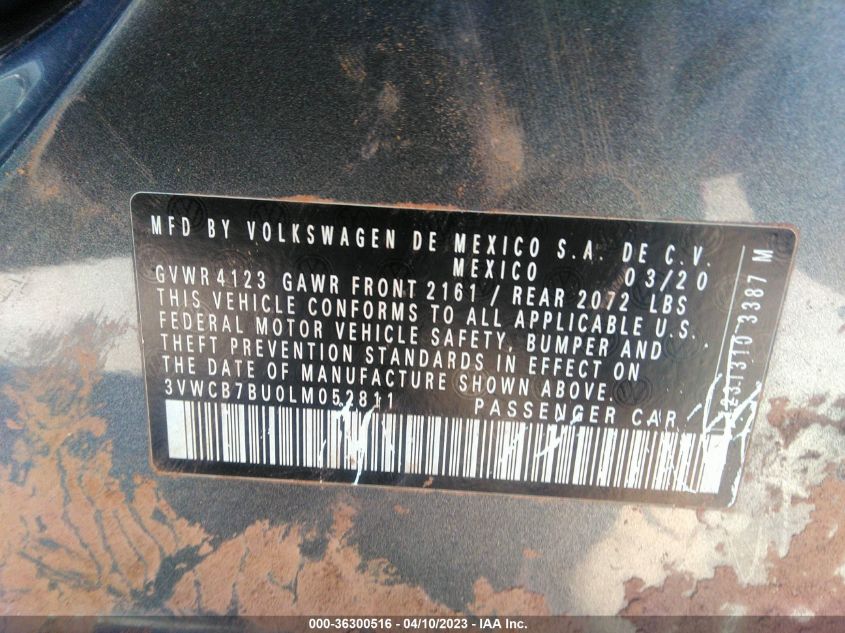 MFD BY VOLKSWAGEN DE MEXICO S.A. DE C.V.
MEXICO 03/20
GVWR 4123 GAWR FRONT 2161 / REAR 2072 LBS
THIS VEHICLE CONFORMS TO ALL APPLICABLE U.S.
FEDERAL MOTOR VEHICLE SAFETY, BUMPER AND
THEFT PREVENTION STANDARDS IN EFFECT ON
THE DATE OF MANUFACTURE SHOWN ABOVE.
3VWCB7BU0LM052811 PASSENGER CAR
3387 M
000-36300516 - 04/10/2023 - IAA Inc.